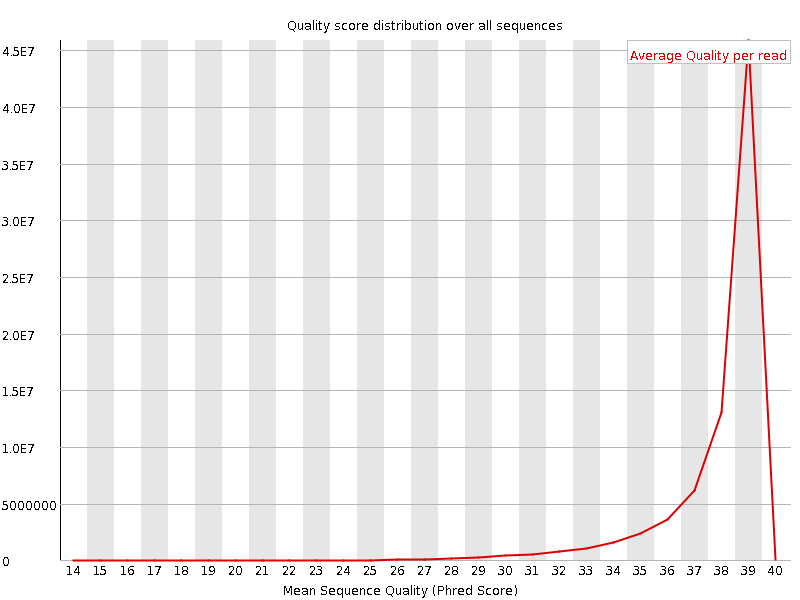 Quality score distribution over all sequences
Average Quality per read
4.5E7
4.0E7
3.5E7
3.0E7
2.5E7
2.0E7
1.5E7
1.0E7
5000000
0
14 15 16 17 18 19 20 21 22 23 24 25 26 27 28 29 30 31 32 33 34 35 36 37 38 39 40
Mean Sequence Quality (Phred Score)